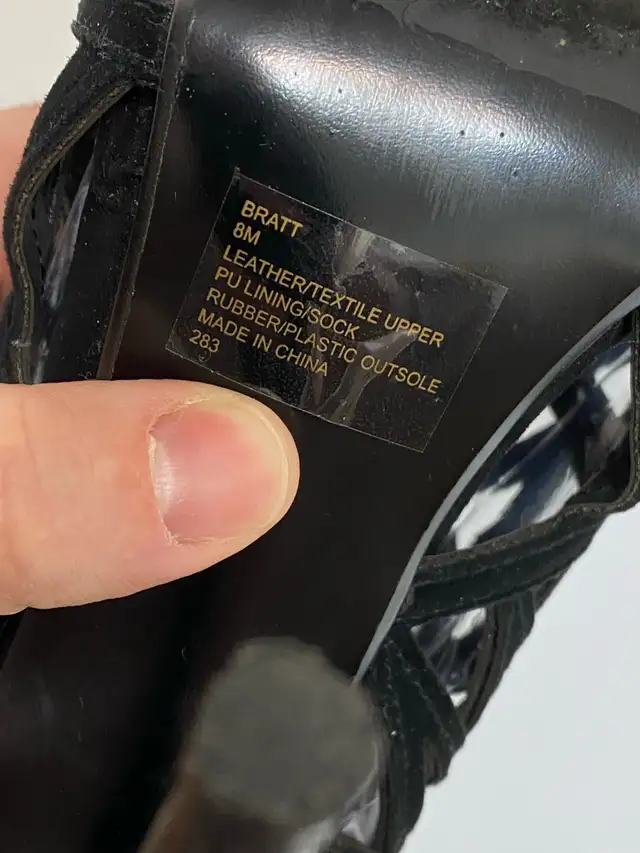 BRATT
8M
LEATHER/TEXTILE UPPER
PU LINING/SOCK
RUBBER/PLASTIC OUTSOLE
MADE IN CHINA
283